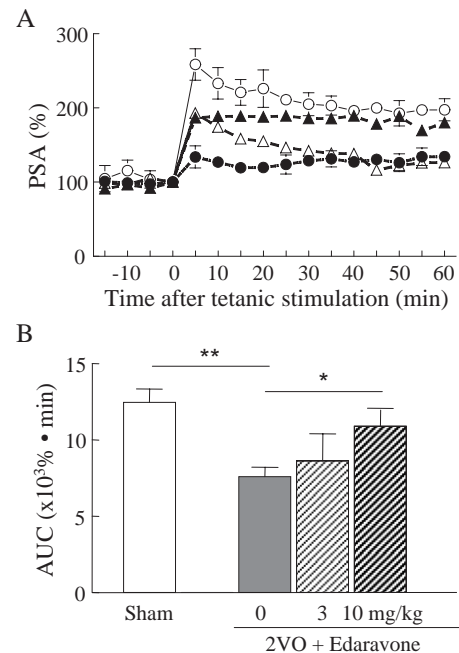 A
300
200
100
0
PSA (%)
-10 0 10 20 30 40 50 60
Time after tetanic stimulation (min)
B
**
*
15
10
5
0
AUC (x10³% • min)
Sham 0 3 10 mg/kg
2VO + Edaravone